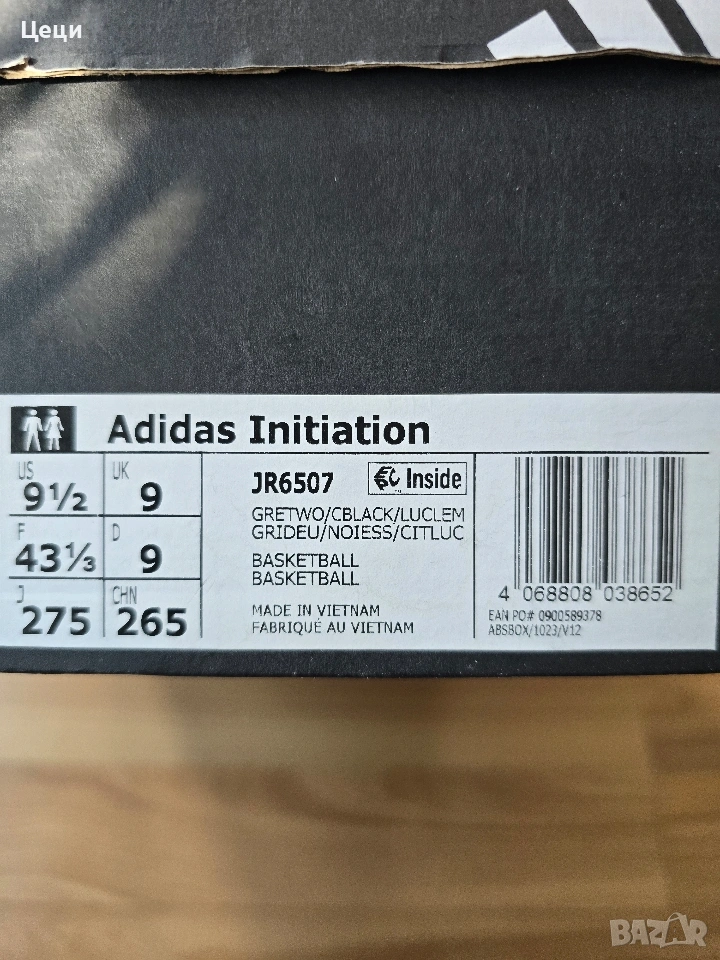 Цеци
Adidas Initiation
US 9½ UK 9
F 43⅓ D 9
J 275 CHN 265
JR6507
Inside
GRETWO/CBLACK/LUCLEM
GRIDEU/NOIESS/CITLUC
BASKETBALL
BASKETBALL
MADE IN VIETNAM
FABRIQUÉ AU VIETNAM
4 068808 038652
EAN PO# 0900589378
ABSBOX/1023/V12
BAZAR